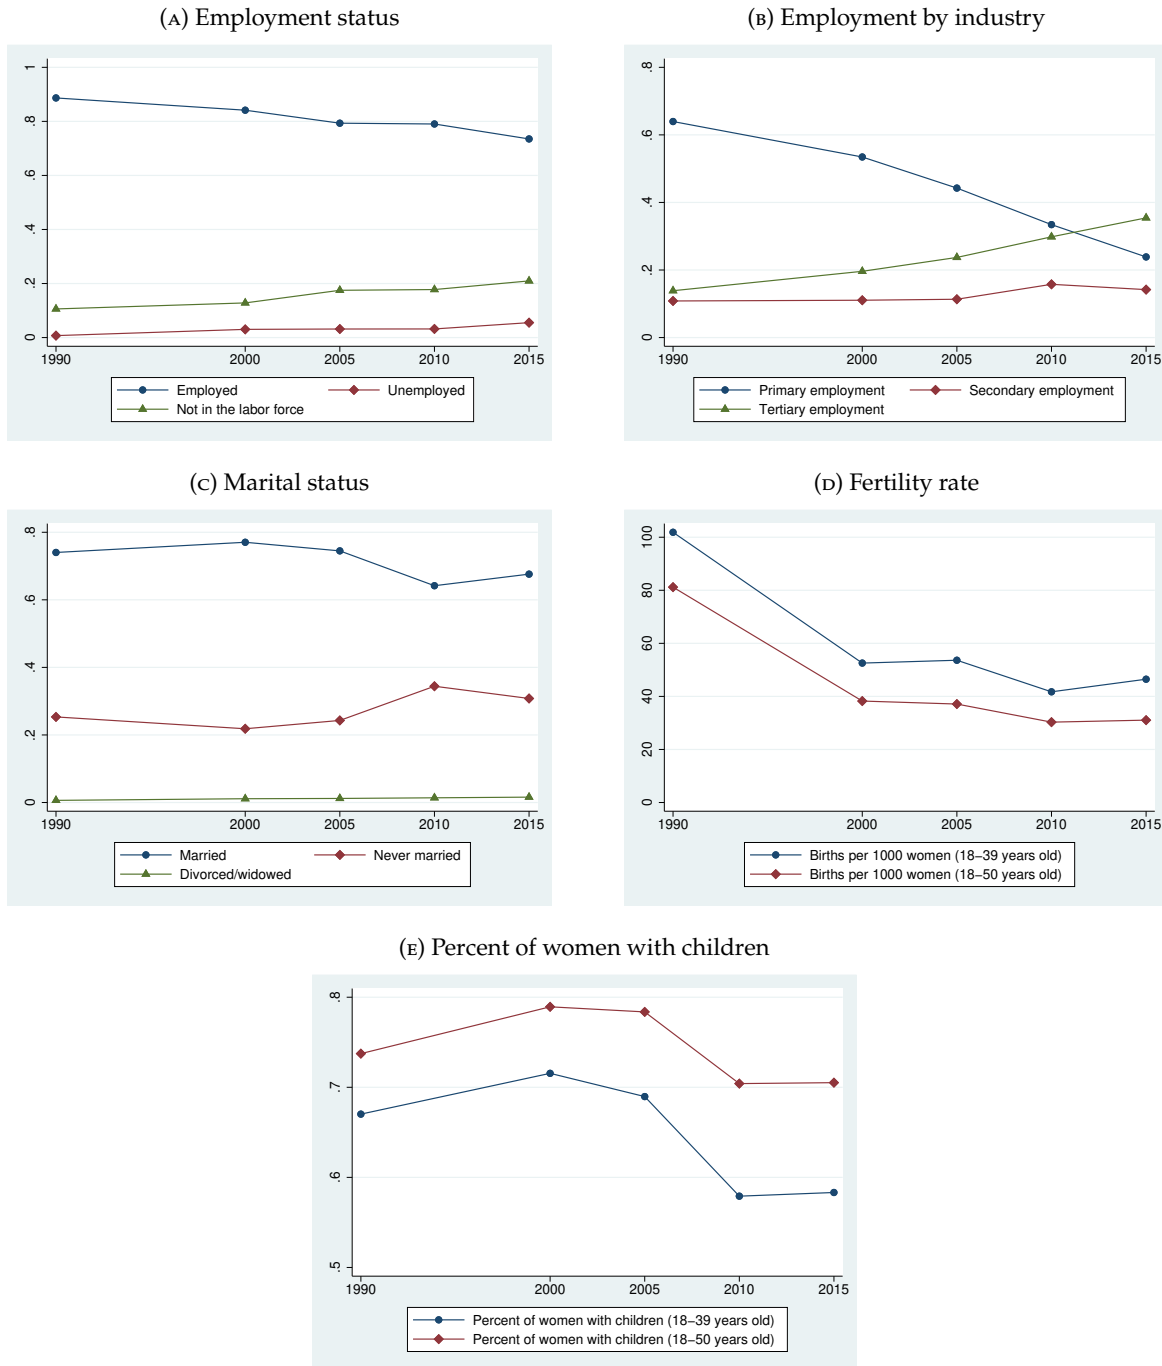 (A) Employment status
1
.8
.6
.4
.2
0
1990 2000 2005 2010 2015
Employed Unemployed
Not in the labor force
(B) Employment by industry
.8
.6
.4
.2
0
1990 2000 2005 2010 2015
Primary employment Secondary employment
Tertiary employment
(C) Marital status
.8
.6
.4
.2
0
1990 2000 2005 2010 2015
Married Never married
Divorced/widowed
(D) Fertility rate
100
80
60
40
20
0
1990 2000 2005 2010 2015
Births per 1000 women (18−39 years old)
Births per 1000 women (18−50 years old)
(E) Percent of women with children
.8
.7
.6
.5
1990 2000 2005 2010 2015
Percent of women with children (18−39 years old)
Percent of women with children (18−50 years old)